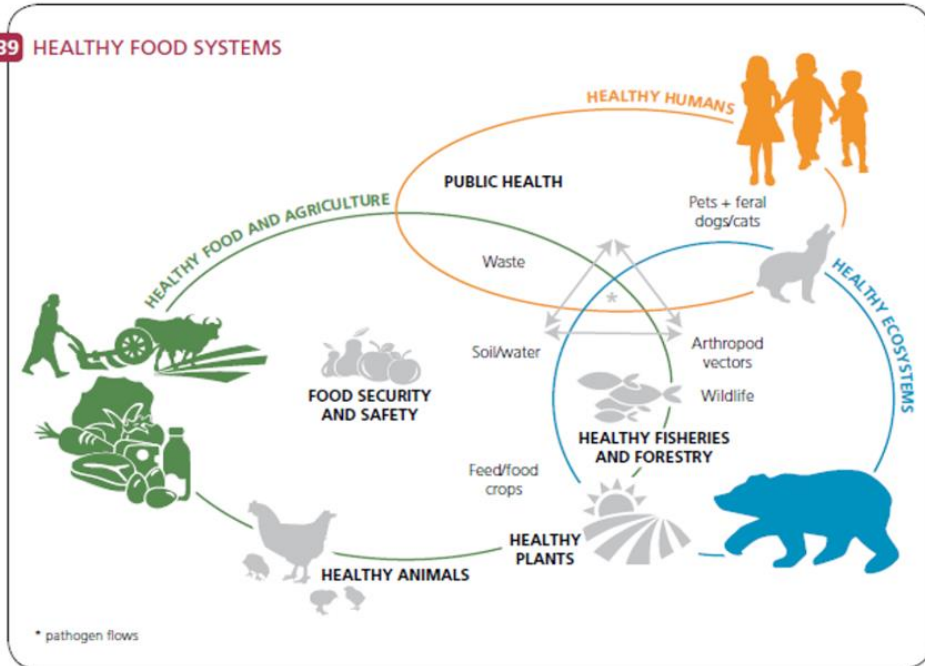 39 HEALTHY FOOD SYSTEMS
HEALTHY HUMANS
PUBLIC HEALTH
Pets + feral
dogs/cats
HEALTHY FOOD AND AGRICULTURE
Waste
*
HEALTHY ECOSYSTEMS
Soil/water
Arthropod
vectors
Wildlife
FOOD SECURITY
AND SAFETY
HEALTHY FISHERIES
AND FORESTRY
Feed/food
crops
HEALTHY
PLANTS
HEALTHY ANIMALS
* pathogen flows